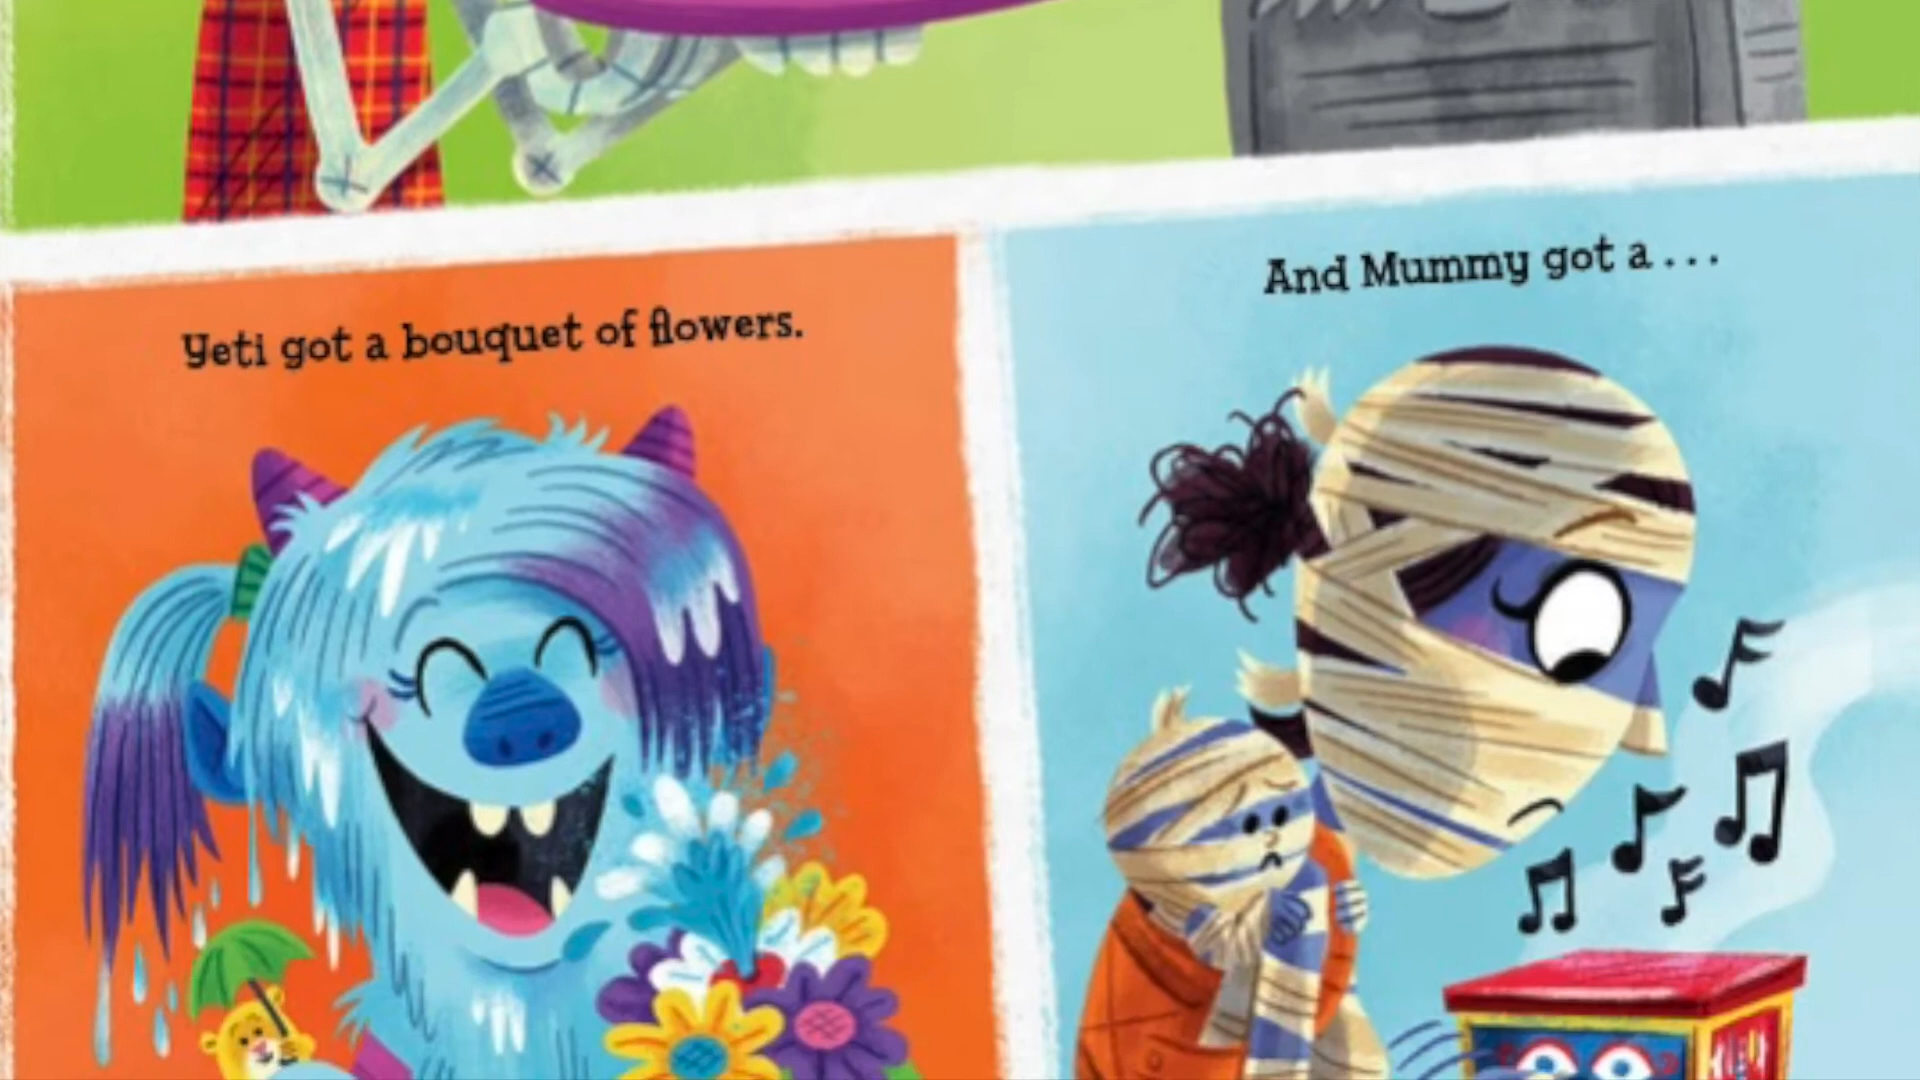 Yeti got a bouquet of flowers.
And Mummy got a . . .